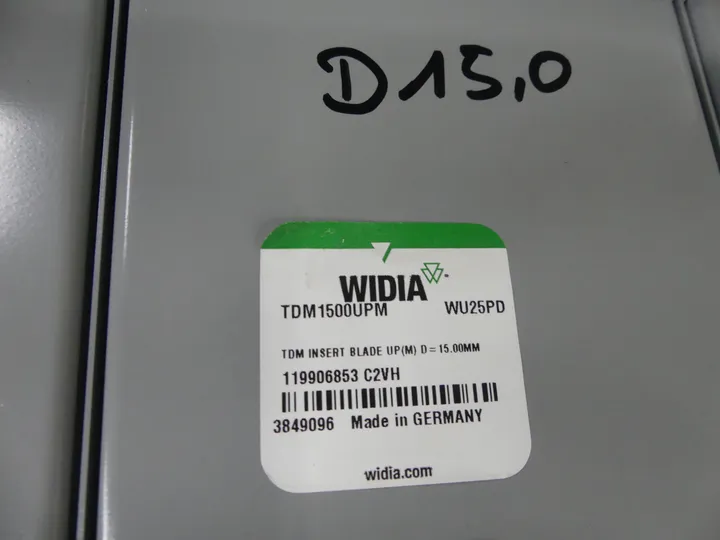 D15,0
WIDIA
TDM1500UPM WU25PD
TDM INSERT BLADE UP(M) D=15.00MM
119906853 C2VH
3849096 Made in GERMANY
widia.com